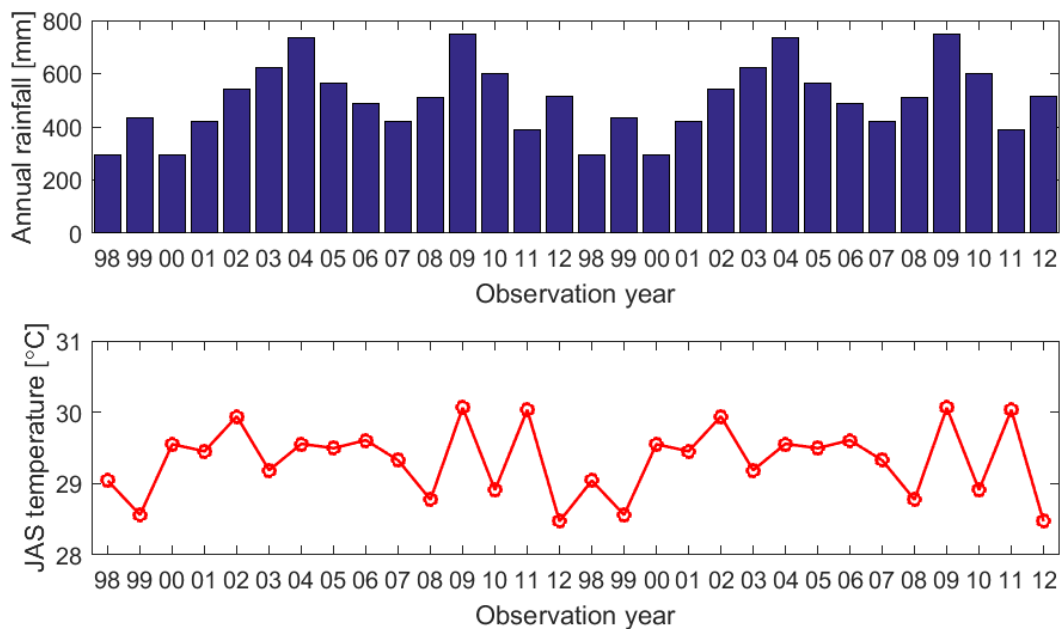 Annual rainfall [mm]
800
600
400
200
0
98 99 00 01 02 03 04 05 06 07 08 09 10 11 12 98 99 00 01 02 03 04 05 06 07 08 09 10 11 12
Observation year
JAS temperature [°C]
31
30
29
28
98 99 00 01 02 03 04 05 06 07 08 09 10 11 12 98 99 00 01 02 03 04 05 06 07 08 09 10 11 12
Observation year